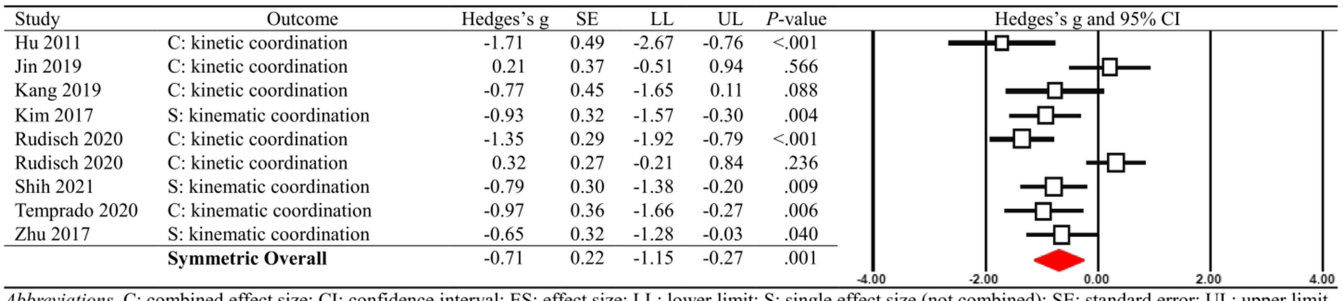 Study Outcome Hedges’s g SE LL UL P-value Hedges’s g and 95% CI
Hu 2011 C: kinetic coordination -1.71 0.49 -2.67 -0.76 <.001
Jin 2019 C: kinetic coordination 0.21 0.37 -0.51 0.94 .566
Kang 2019 C: kinetic coordination -0.77 0.45 -1.65 0.11 .088
Kim 2017 S: kinematic coordination -0.93 0.32 -1.57 -0.30 .004
Rudisch 2020 C: kinetic coordination -1.35 0.29 -1.92 -0.79 <.001
Rudisch 2020 C: kinetic coordination 0.32 0.27 -0.21 0.84 .236
Shih 2021 S: kinematic coordination -0.79 0.30 -1.38 -0.20 .009
Temprado 2020 C: kinematic coordination -0.97 0.36 -1.66 -0.27 .006
Zhu 2017 S: kinematic coordination -0.65 0.32 -1.28 -0.03 .040
Symmetric Overall -0.71 0.22 -1.15 -0.27 .001
-4.00 -2.00 0.00 2.00 4.00
Abbreviations. C: combined effect size; CI: confidence interval; ES: effect size; LL: lower limit; S: single effect size (not combined); SE: standard error; UL: upper limit